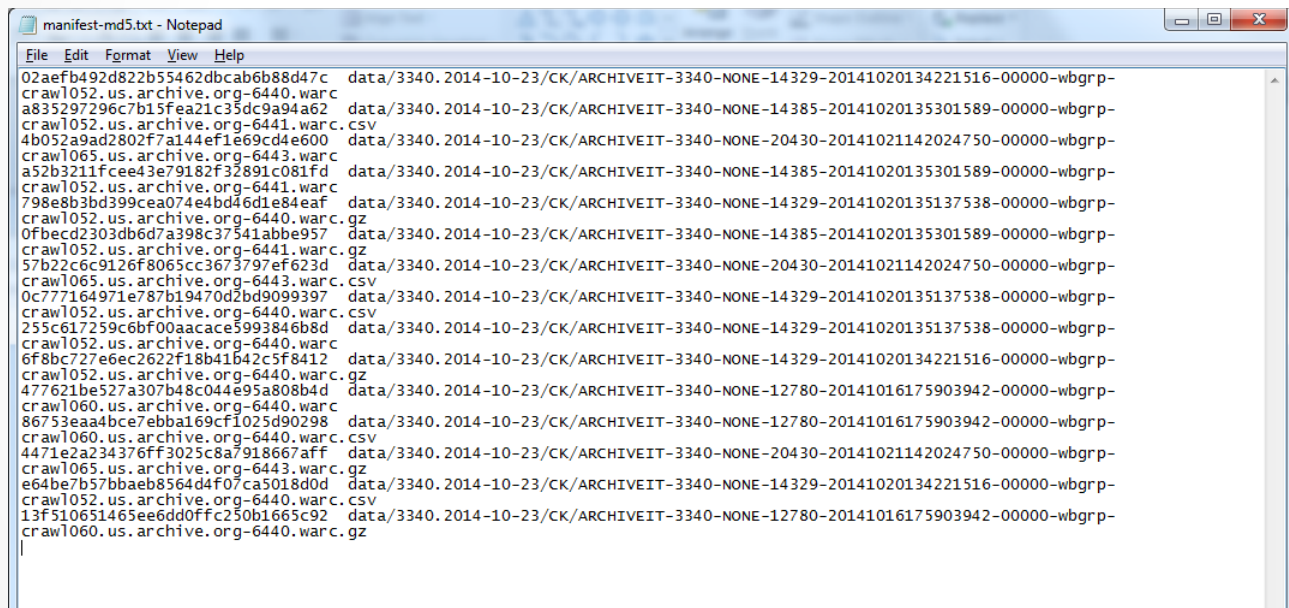 manifest-md5.txt - Notepad
File Edit Format View Help
02aefb492d822b55462dbcab6b88d47c data/3340.2014-10-23/CK/ARCHIVEIT-3340-NONE-14329-20141020134221516-00000-wbgrp-
crawl052.us.archive.org-6440.warc
a835297296c7b15fea21c35dc9a94a62 data/3340.2014-10-23/CK/ARCHIVEIT-3340-NONE-14385-20141020135301589-00000-wbgrp-
crawl052.us.archive.org-6441.warc.csv
4b052a9ad2802f7a144ef1e69cd4e600 data/3340.2014-10-23/CK/ARCHIVEIT-3340-NONE-20430-20141021142024750-00000-wbgrp-
crawl065.us.archive.org-6443.warc
a52b3211fcee43e79182f32891c081fd data/3340.2014-10-23/CK/ARCHIVEIT-3340-NONE-14385-20141020135301589-00000-wbgrp-
crawl052.us.archive.org-6441.warc
798e8b3bd399cea074e4bd46d1e84eaf data/3340.2014-10-23/CK/ARCHIVEIT-3340-NONE-14329-20141020135137538-00000-wbgrp-
crawl052.us.archive.org-6440.warc.gz
0fbecd2303db6d7a398c37541abbe957 data/3340.2014-10-23/CK/ARCHIVEIT-3340-NONE-14385-20141020135301589-00000-wbgrp-
crawl052.us.archive.org-6441.warc.gz
57b22c6c9126f8065cc3673797ef623d data/3340.2014-10-23/CK/ARCHIVEIT-3340-NONE-20430-20141021142024750-00000-wbgrp-
crawl065.us.archive.org-6443.warc.csv
0c777164971e787b19470d2bd9099397 data/3340.2014-10-23/CK/ARCHIVEIT-3340-NONE-14329-20141020135137538-00000-wbgrp-
crawl052.us.archive.org-6440.warc.csv
255c617259c6bf00aacace5993846b8d data/3340.2014-10-23/CK/ARCHIVEIT-3340-NONE-14329-20141020135137538-00000-wbgrp-
crawl052.us.archive.org-6440.warc
6f8bc727e6ec2622f18b41b42c5f8412 data/3340.2014-10-23/CK/ARCHIVEIT-3340-NONE-14329-20141020134221516-00000-wbgrp-
crawl052.us.archive.org-6440.warc.gz
477621be527a307b48c044e95a808b4d data/3340.2014-10-23/CK/ARCHIVEIT-3340-NONE-12780-20141016175903942-00000-wbgrp-
crawl060.us.archive.org-6440.warc
86753eaa4bce7ebba169cf1025d90298 data/3340.2014-10-23/CK/ARCHIVEIT-3340-NONE-12780-20141016175903942-00000-wbgrp-
crawl060.us.archive.org-6440.warc.csv
4471e2a234376ff3025c8a7918667aff data/3340.2014-10-23/CK/ARCHIVEIT-3340-NONE-20430-20141021142024750-00000-wbgrp-
crawl065.us.archive.org-6443.warc.gz
e64be7b57bbaeb8564d4f07ca5018d0d data/3340.2014-10-23/CK/ARCHIVEIT-3340-NONE-14329-20141020134221516-00000-wbgrp-
crawl052.us.archive.org-6440.warc.csv
13f510651465ee6dd0ffc250b1665c92 data/3340.2014-10-23/CK/ARCHIVEIT-3340-NONE-12780-20141016175903942-00000-wbgrp-
crawl060.us.archive.org-6440.warc.gz